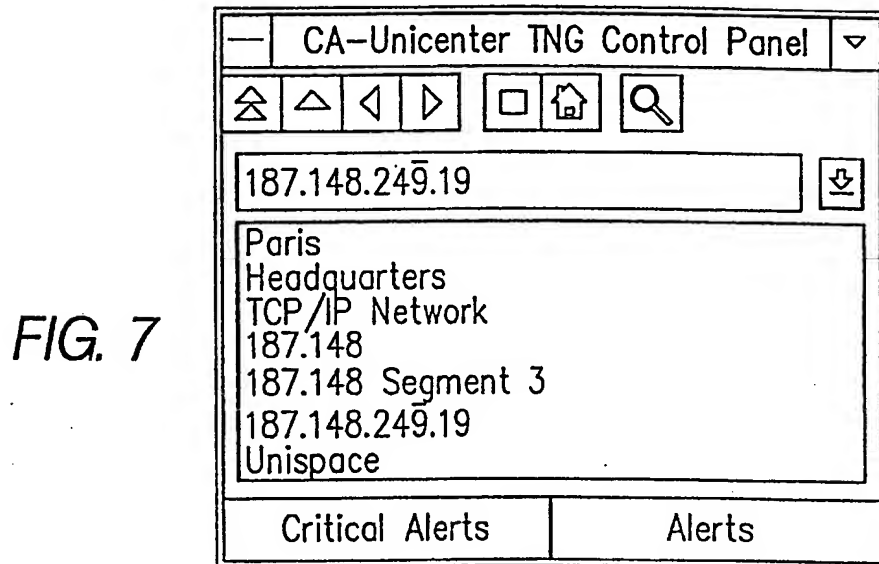 CA-Unicenter TNG Control Panel
187.148.249.19
Paris
Headquarters
TCP/IP Network
187.148
187.148 Segment 3
187.148.249.19
Unispace
Critical Alerts Alerts
FIG. 7